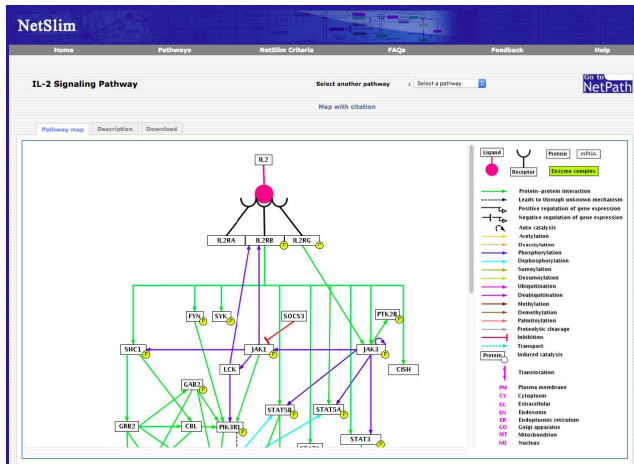 NetSlim
Home Pathways NetSlim Criteria FAQs Feedback Help
IL-2 Signaling Pathway
Select another pathway : Select a pathway
Go to
NetPath
Map with citation
Pathway map Description Download
IL2
IL2RA IL2RB P IL2RG P
FYN P SYK P SOCS3 PTK2B P
SHC1 P JAK1 P JAK3 P
LCK CISH
GAB2 P
STAT5B P STAT5A P
GRB2 CBL PIK3R1 P
STAT3 P
Ligand
Receptor
Protein mRNA
Enzyme complex
Protein-protein interaction
Leads to through unknown mechanism
Positive regulation of gene expression
Negative regulation of gene expression
Auto catalysis
Acetylation
Deacetylation
Phosphorylation
Dephosphorylation
Sumoylation
Desumoylation
Ubiquitination
Deubiquitination
Methylation
Demethylation
Palmitoylation
Proteolytic cleavage
Inhibition
Transport
Protein Induced catalysis
Translocation
PM Plasma membrane
CY Cytoplasm
EC Extracellular
EN Endosome
ER Endoplasmic reticulum
GO Golgi apparatus
MT Mitochondrion
NU Nucleus